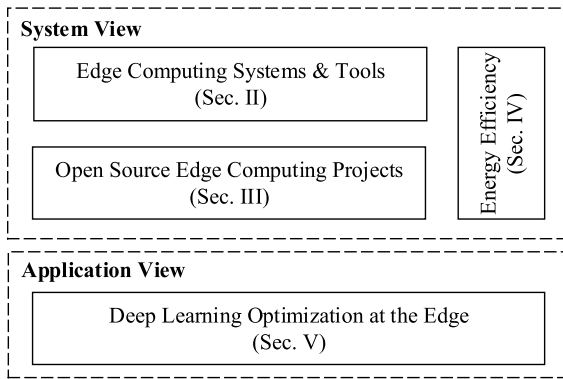 System View
Edge Computing Systems & Tools
(Sec. II)
Open Source Edge Computing Projects
(Sec. III)
Energy Efficiency
(Sec. IV)
Application View
Deep Learning Optimization at the Edge
(Sec. V)